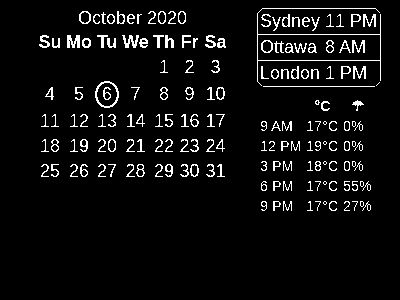 October 2020
Su Mo Tu We Th Fr Sa
1 2 3
4 5 6 7 8 9 10
11 12 13 14 15 16 17
18 19 20 21 22 23 24
25 26 27 28 29 30 31
Sydney 11 PM
Ottawa 8 AM
London 1 PM
°C ☂
9 AM 17°C 0%
12 PM 19°C 0%
3 PM 18°C 0%
6 PM 17°C 55%
9 PM 17°C 27%